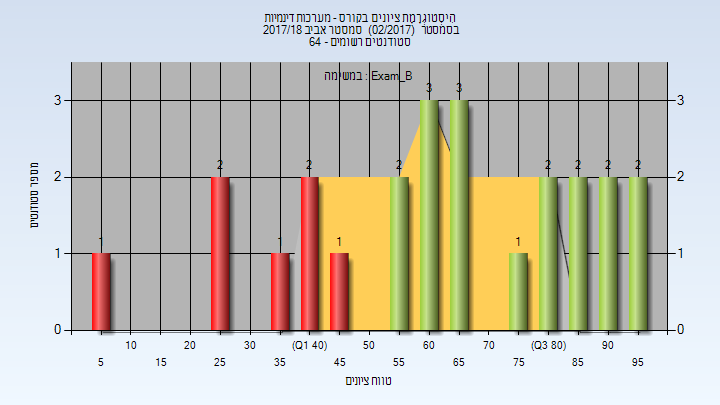 היסטוגרמת ציונים בקורס - מערכות דינמיות
בסמסטר (02/2017) סמסטר אביב 2017/18
סטודנטים רשומים - 64
במשימה : Exam_B
מספר סטודנטים
3 3
2 2
1 1
0 0
1 2 1 2 1 2 3 3 1 2 2 2 2
10 20 30 (Q1 40) 50 60 70 (Q3 80) 90
5 15 25 35 45 55 65 75 85 95
טווח ציונים